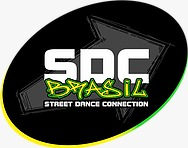 SDC
BRASIL
STREET DANCE CONNECTION